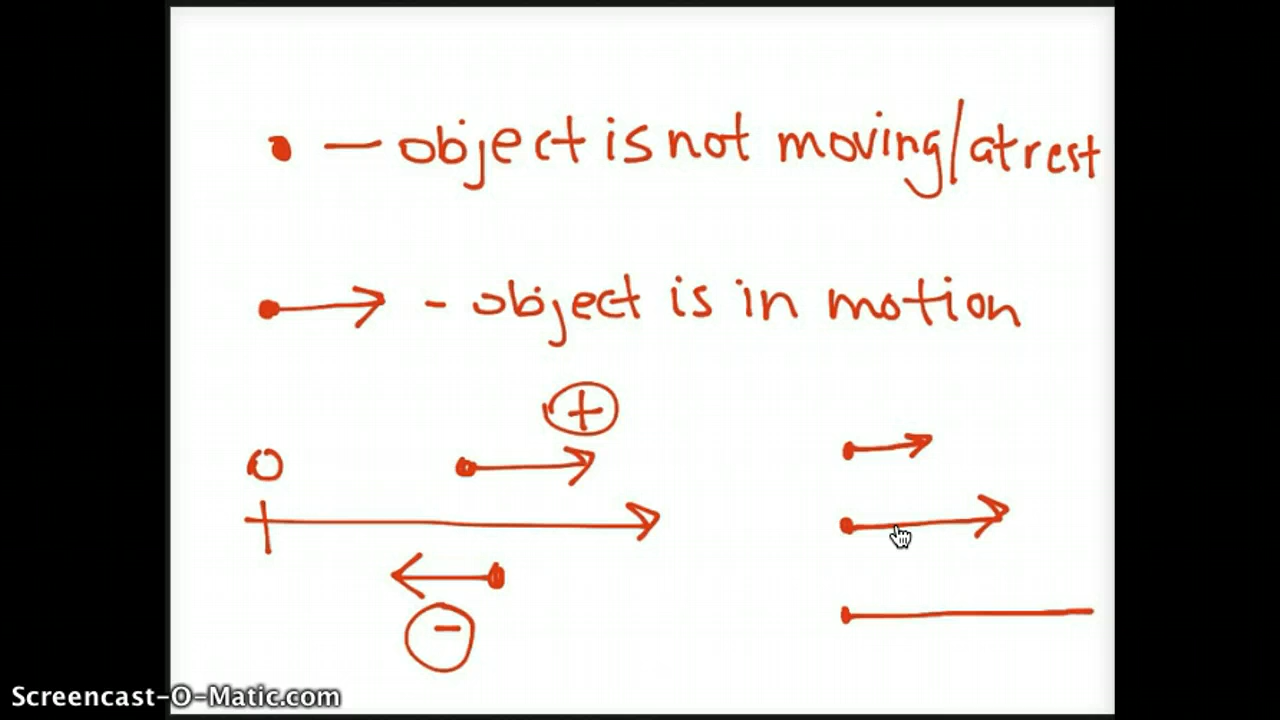 — object is not moving/at rest
- object is in motion
+
0
-
Screencast-O-Matic.com